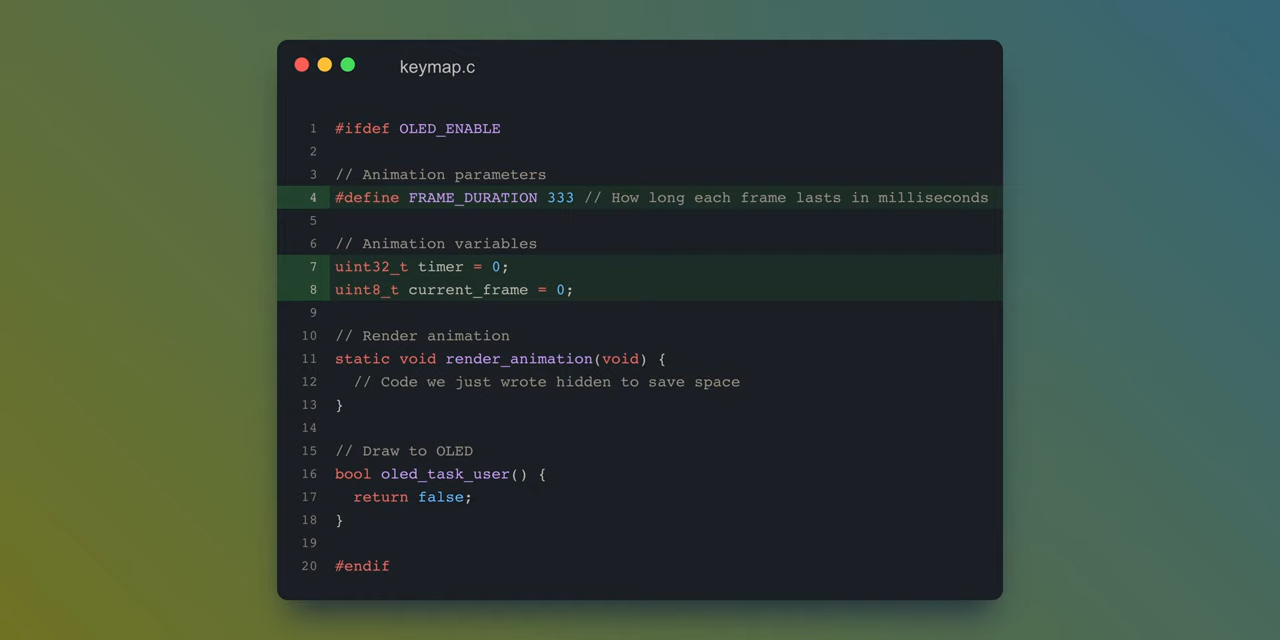 keymap.c
1 #ifdef OLED_ENABLE
2
3 // Animation parameters
4 #define FRAME_DURATION 333 // How long each frame lasts in milliseconds
5
6 // Animation variables
7 uint32_t timer = 0;
8 uint8_t current_frame = 0;
9
10 // Render animation
11 static void render_animation(void) {
12   // Code we just wrote hidden to save space
13 }
14
15 // Draw to OLED
16 bool oled_task_user() {
17   return false;
18 }
19
20 #endif